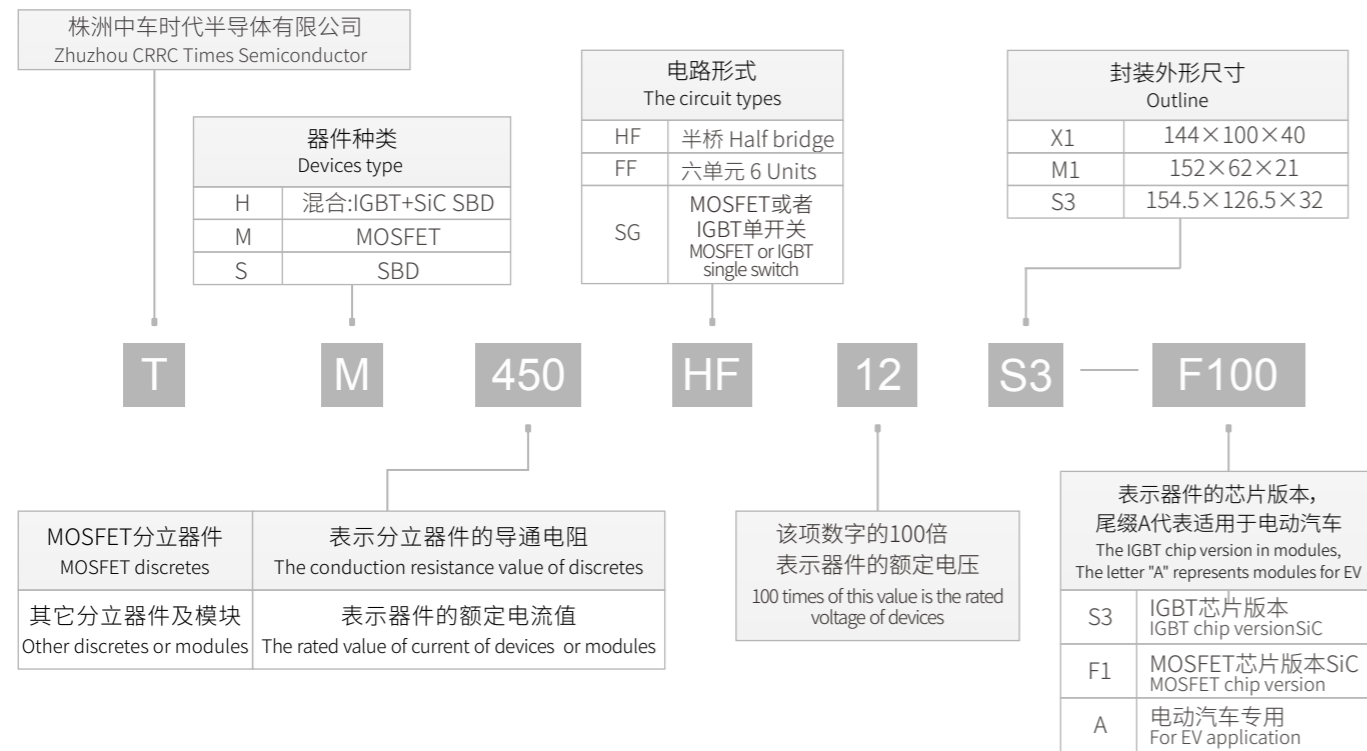 株洲中车时代半导体有限公司
Zhuzhou CRRC Times Semiconductor
器件种类
Devices type
H 混合:IGBT+SiC SBD
M MOSFET
S SBD
电路形式
The circuit types
HF 半桥 Half bridge
FF 六单元 6 Units
SG MOSFET或者
IGBT单开关
MOSFET or IGBT
single switch
封装外形尺寸
Outline
X1 144×100×40
M1 152×62×21
S3 154.5×126.5×32
T M 450 HF 12 S3 — F100
MOSFET分立器件
MOSFET discretes
表示分立器件的导通电阻
The conduction resistance value of discretes
其它分立器件及模块
Other discretes or modules
表示器件的额定电流值
The rated value of current of devices or modules
该项数字的100倍
表示器件的额定电压
100 times of this value is the rated
voltage of devices
表示器件的芯片版本,
尾缀A代表适用于电动汽车
The IGBT chip version in modules,
The letter "A" represents modules for EV
S3 IGBT芯片版本
IGBT chip versionSiC
F1 MOSFET芯片版本SiC
MOSFET chip version
A 电动汽车专用
For EV application